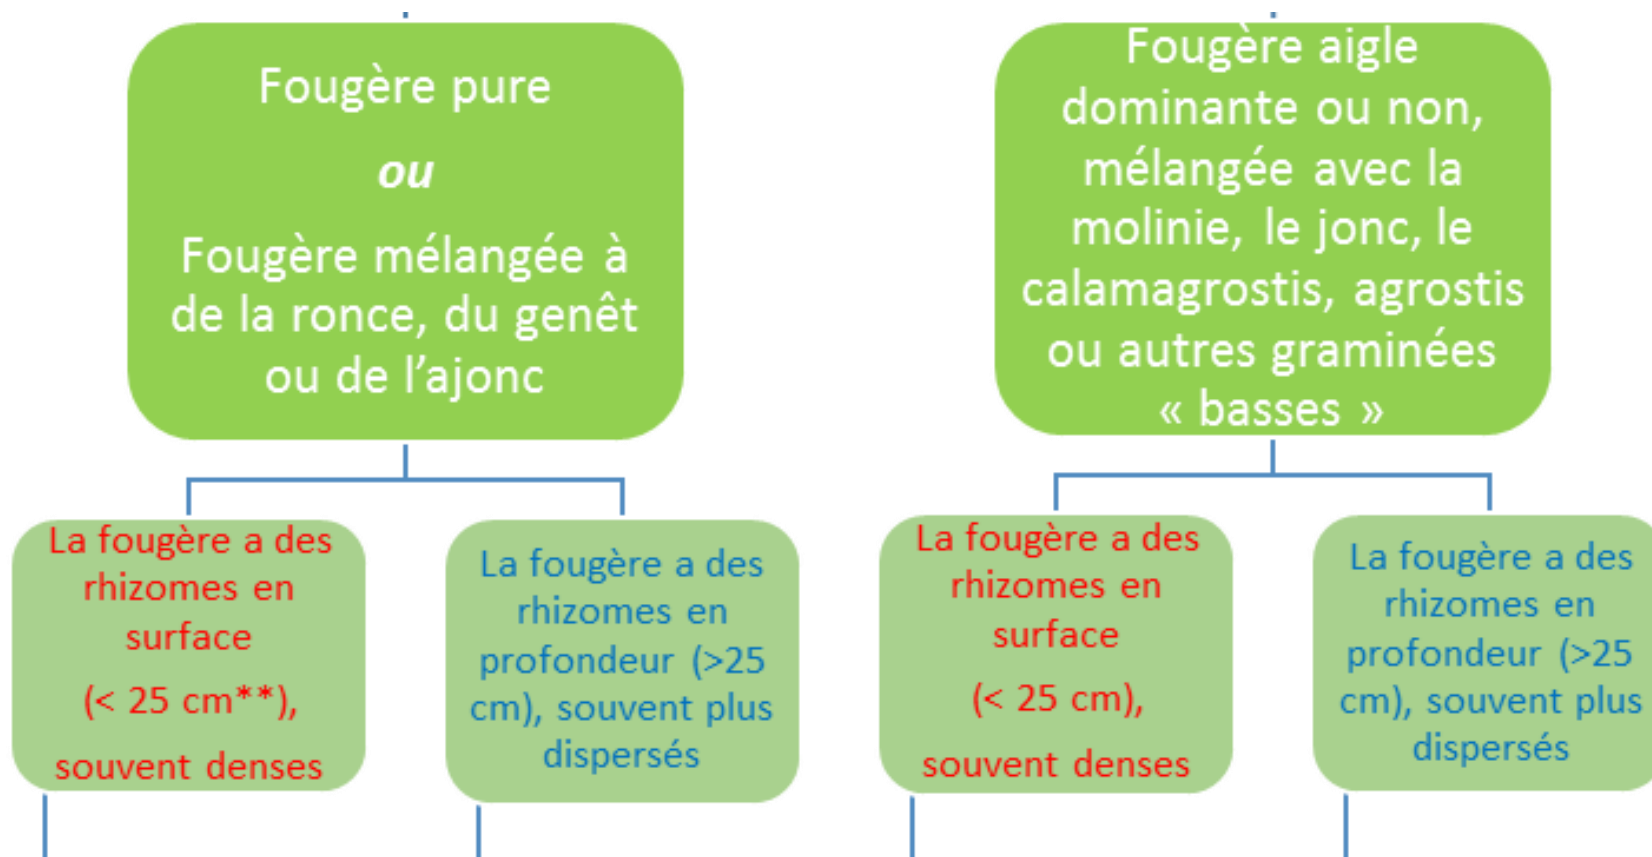 Fougère pure
ou
Fougère mélangée à
de la ronce, du genêt
ou de l'ajonc
Fougère aigle
dominante ou non,
mélangée avec la
molinie, le jonc, le
calamagrostis, agrostis
ou autres graminées
« basses »
La fougère a des
rhizomes en
surface
(< 25 cm**),
souvent denses
La fougère a des
rhizomes en
profondeur (>25
cm), souvent plus
dispersés
La fougère a des
rhizomes en
surface
(< 25 cm),
souvent denses
La fougère a des
rhizomes en
profondeur (>25
cm), souvent plus
dispersés